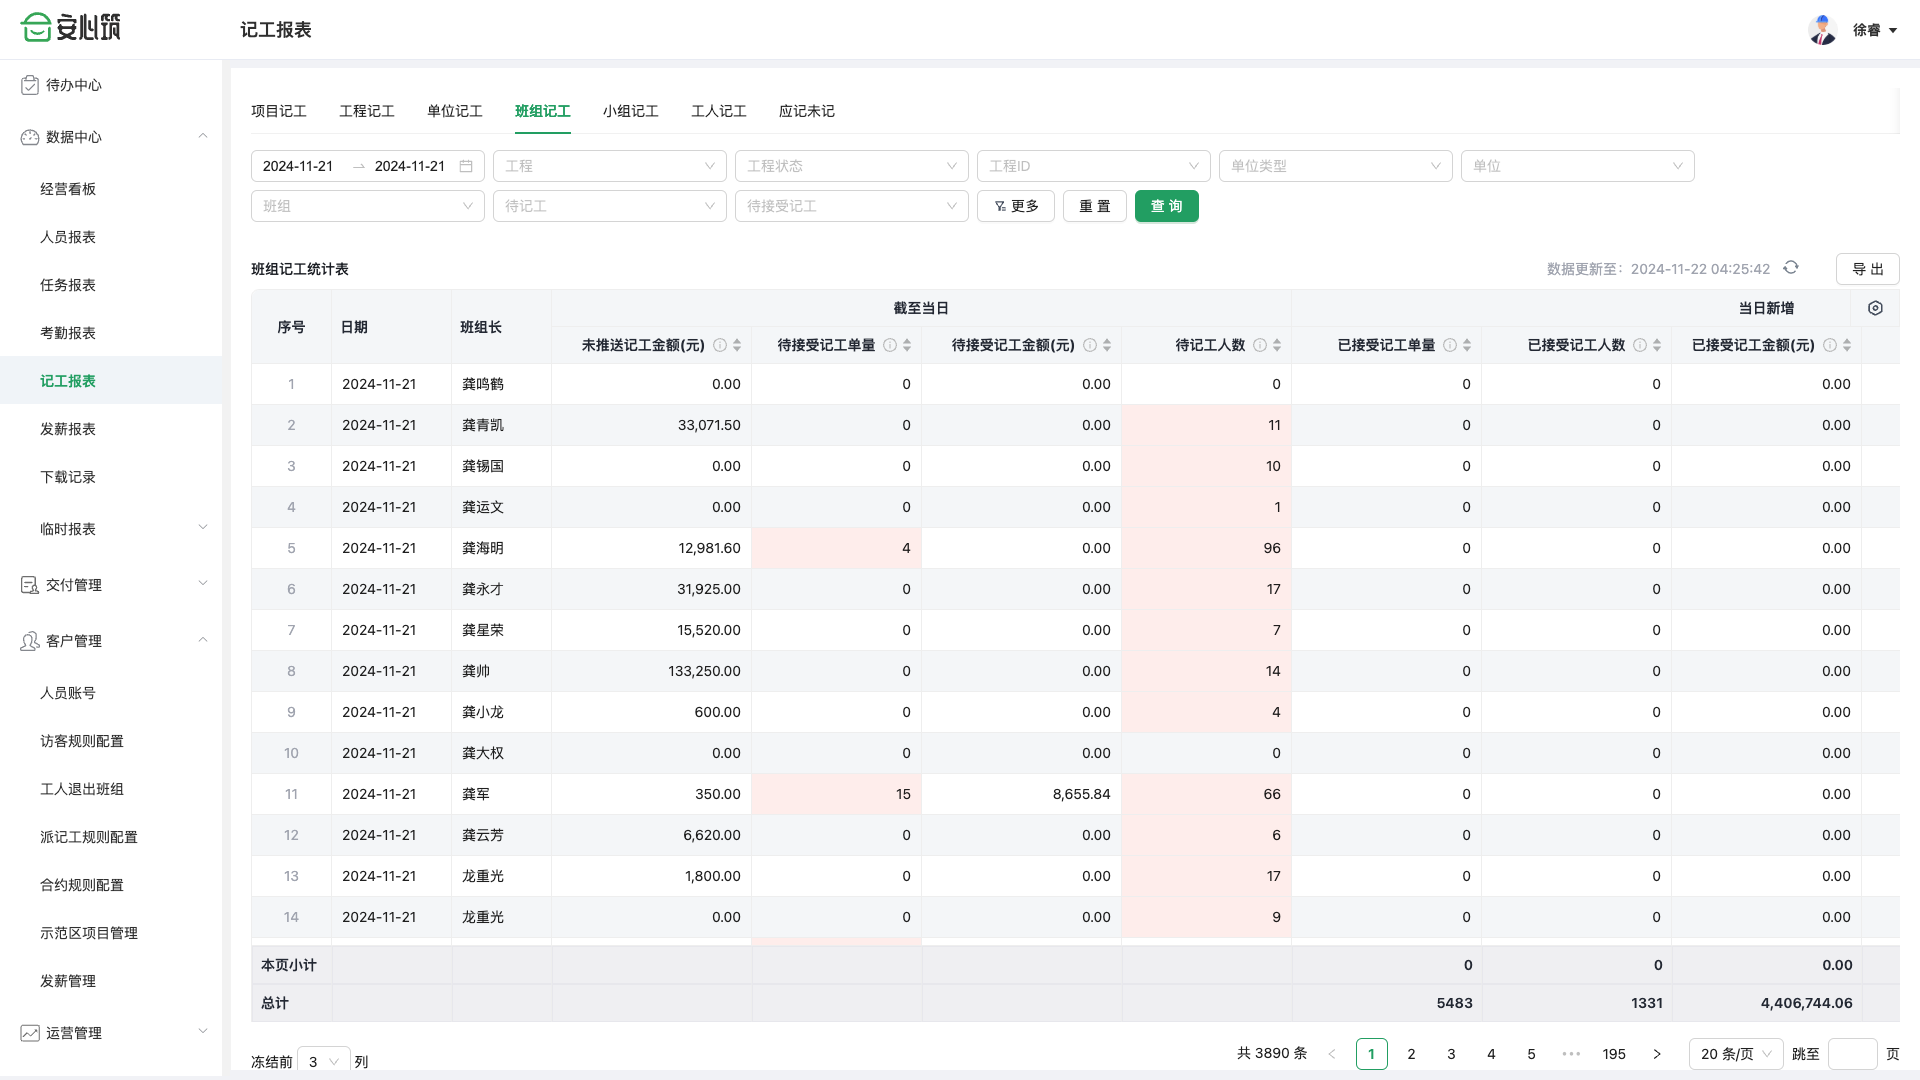 安心筑
记工报表
徐睿
待办中心
数据中心
经营看板
人员报表
任务报表
考勤报表
记工报表
发薪报表
下载记录
临时报表
交付管理
客户管理
人员账号
访客规则配置
工人退出班组
派记工规则配置
合约规则配置
示范区项目管理
发薪管理
运营管理
项目记工 工程记工 单位记工 班组记工 小组记工 工人记工 应记未记
2024-11-21 → 2024-11-21 工程 工程状态 工程ID 单位类型 单位
班组 待记工 待接受记工 更多 重 置 查 询
班组记工统计表 数据更新至：2024-11-22 04:25:42 导 出
序号 日期 班组长 截至当日 当日新增
未推送记工金额(元) 待接受记工单量 待接受记工金额(元) 待记工人数 已接受记工单量 已接受记工人数 已接受记工金额(元)
1 2024-11-21 龚鸣鹤 0.00 0 0.00 0 0 0 0.00
2 2024-11-21 龚青凯 33,071.50 0 0.00 11 0 0 0.00
3 2024-11-21 龚锡国 0.00 0 0.00 10 0 0 0.00
4 2024-11-21 龚运文 0.00 0 0.00 1 0 0 0.00
5 2024-11-21 龚海明 12,981.60 4 0.00 96 0 0 0.00
6 2024-11-21 龚永才 31,925.00 0 0.00 17 0 0 0.00
7 2024-11-21 龚星荣 15,520.00 0 0.00 7 0 0 0.00
8 2024-11-21 龚帅 133,250.00 0 0.00 14 0 0 0.00
9 2024-11-21 龚小龙 600.00 0 0.00 4 0 0 0.00
10 2024-11-21 龚大权 0.00 0 0.00 0 0 0 0.00
11 2024-11-21 龚军 350.00 15 8,655.84 66 0 0 0.00
12 2024-11-21 龚云芳 6,620.00 0 0.00 6 0 0 0.00
13 2024-11-21 龙重光 1,800.00 0 0.00 17 0 0 0.00
14 2024-11-21 龙重光 0.00 0 0.00 9 0 0 0.00
本页小计 0 0 0.00
总计 5483 1331 4,406,744.06
冻结前 3 列 共 3890 条 < 1 2 3 4 5 ••• 195 > 20 条/页 跳至 页